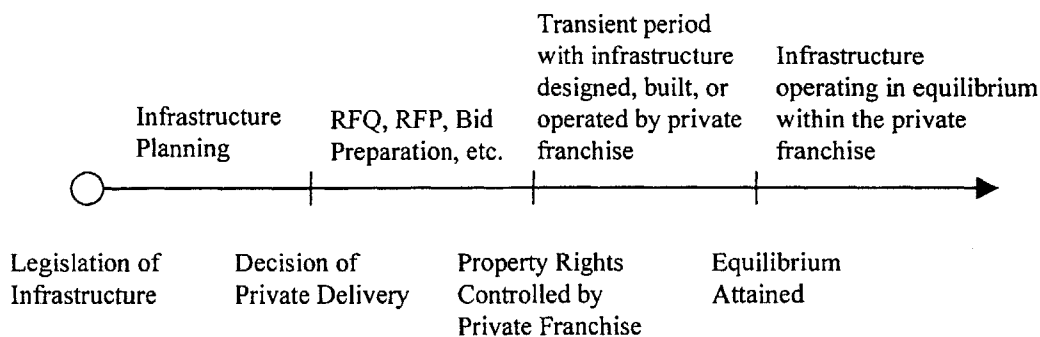 Infrastructure
Planning
RFQ, RFP, Bid
Preparation, etc.
Transient period
with infrastructure
designed, built, or
operated by private
franchise
Infrastructure
operating in equilibrium
within the private
franchise
Legislation of
Infrastructure
Decision of
Private Delivery
Property Rights
Controlled by
Private Franchise
Equilibrium
Attained